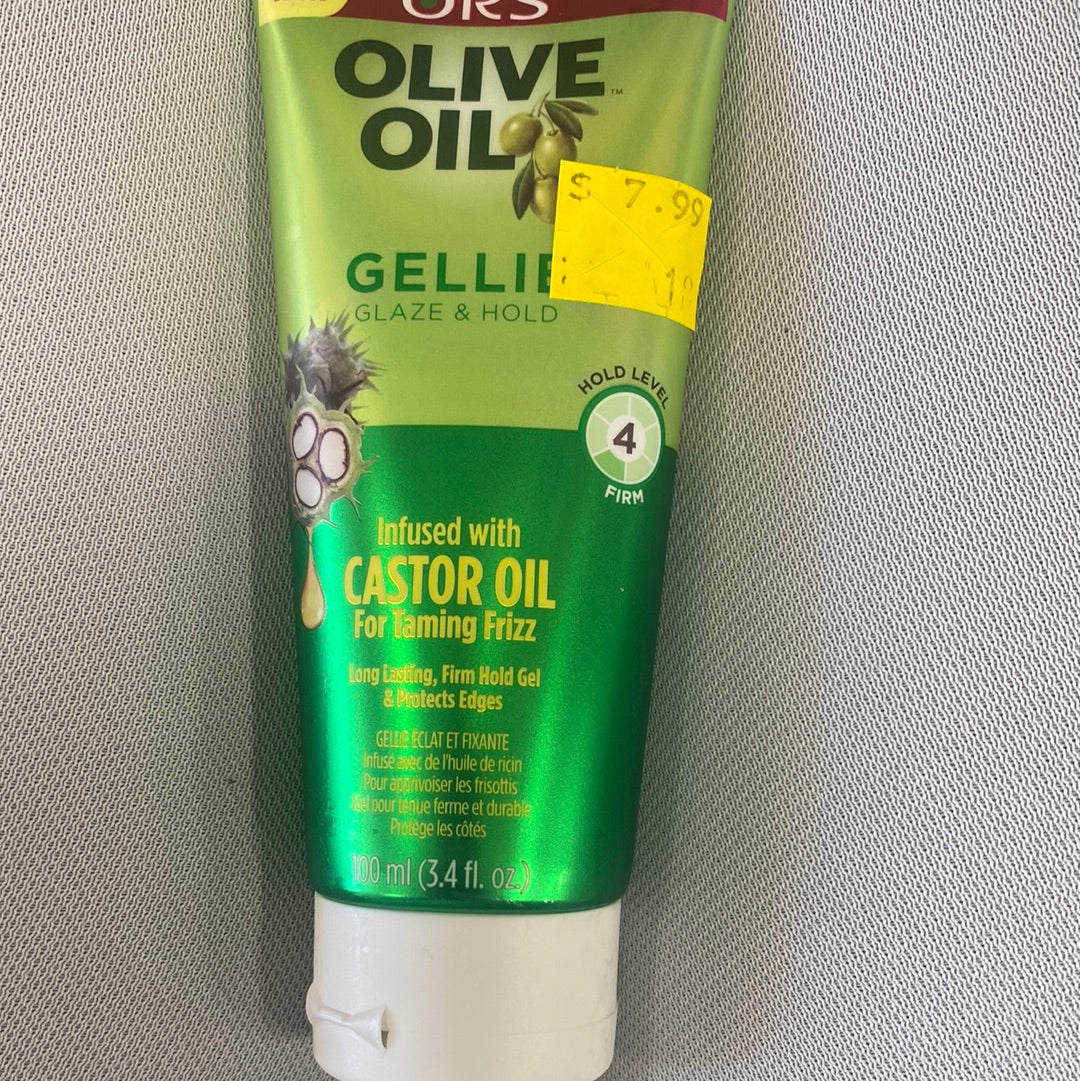 ORS
OLIVE
OIL™
$ 7.99
GELLIE
GLAZE & HOLD
HOLD LEVEL
4
FIRM
Infused with
CASTOR OIL
For Taming Frizz
Long Lasting, Firm Hold Gel
& Protects Edges
GELLIE ÉCLAT ET FIXANTE
Infusé avec de l'huile de ricin
Pour apprivoiser les frisottis
Gel pour tenue ferme et durable
Protège les côtés
100 ml (3.4 fl. oz.)